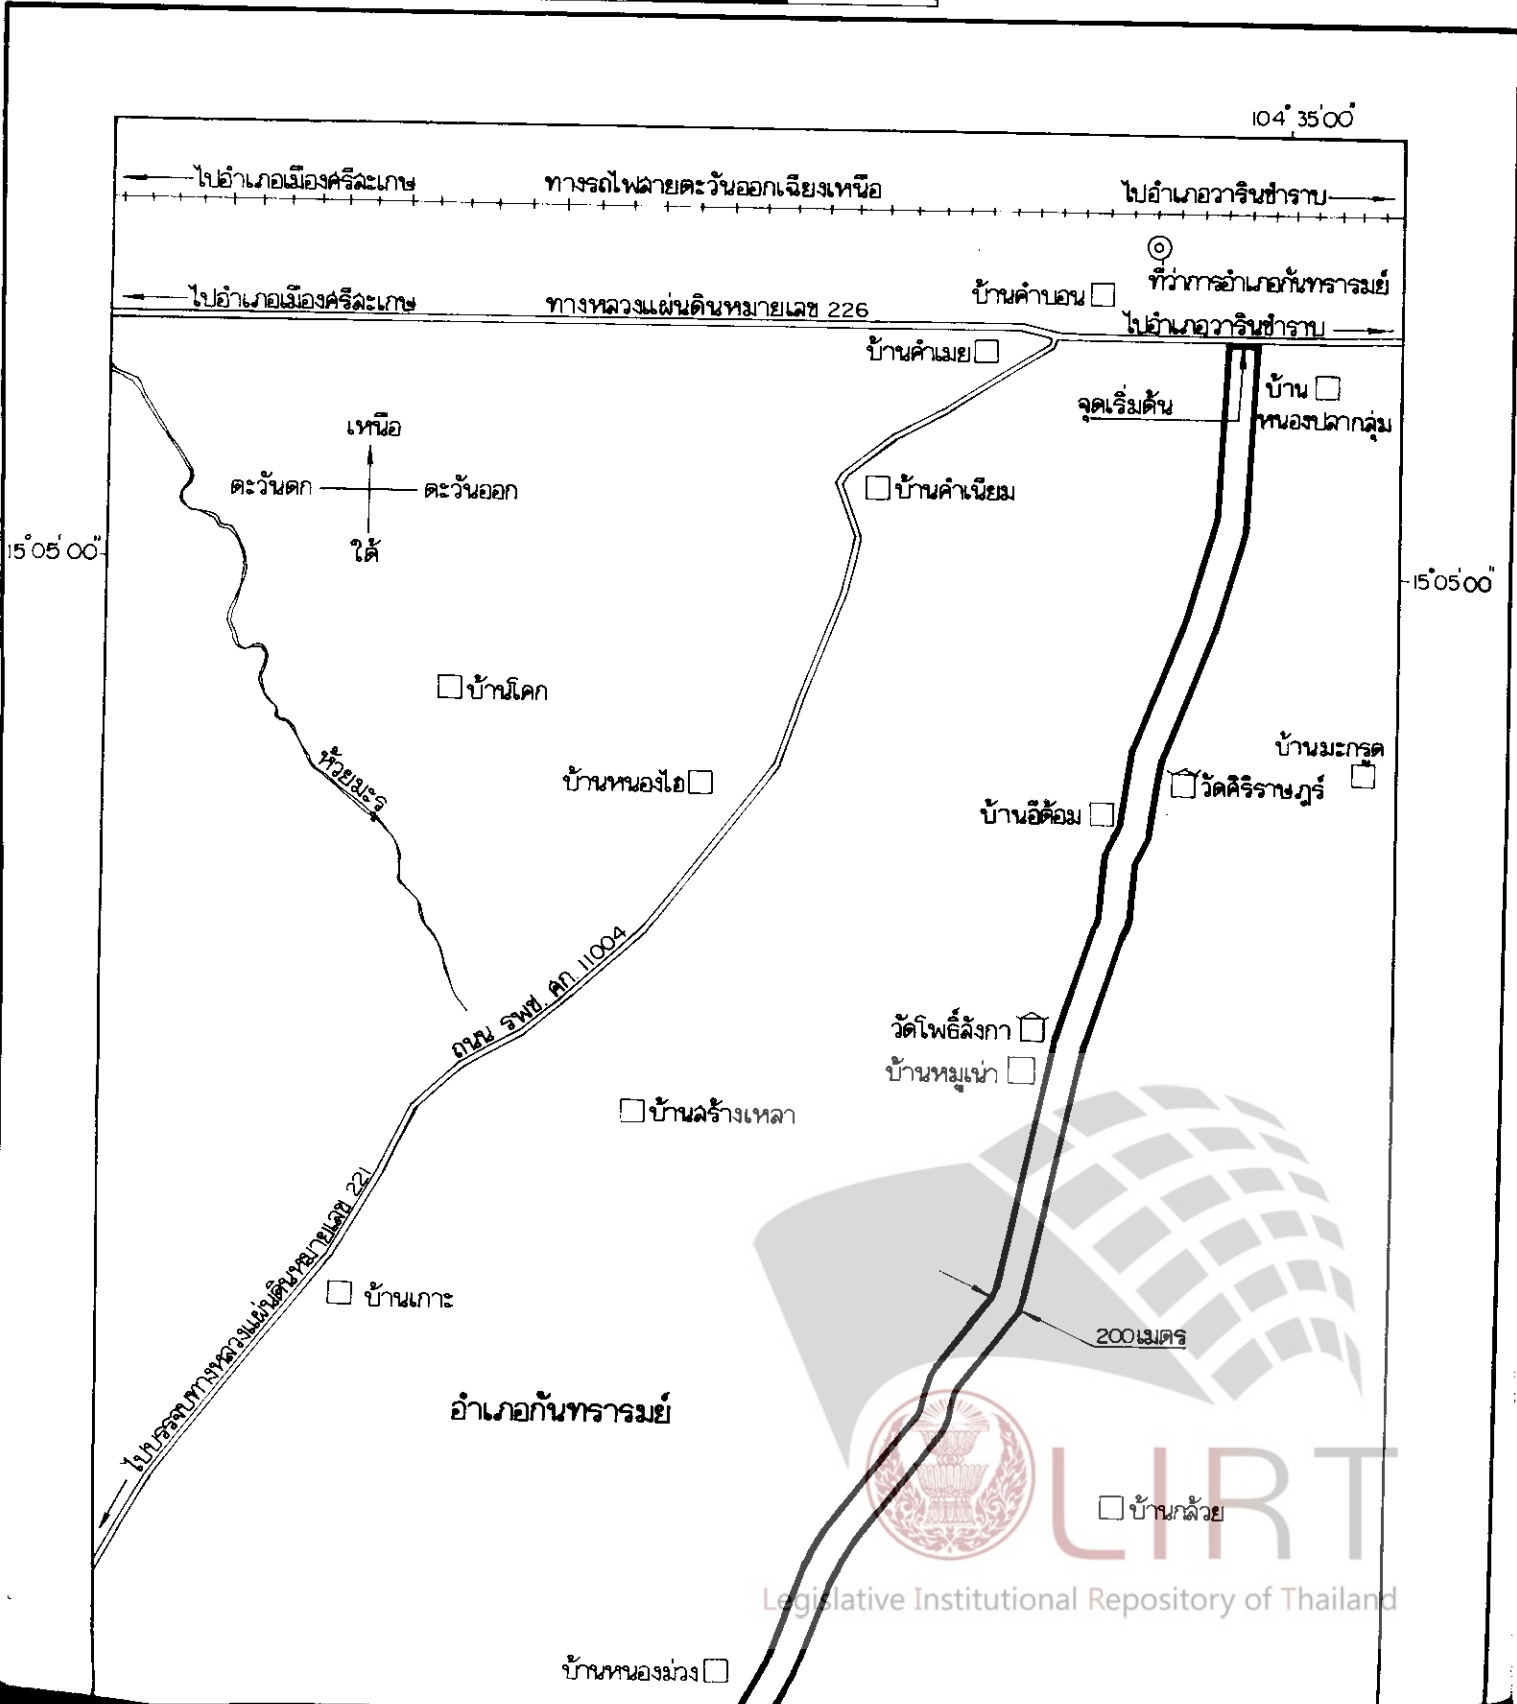 104°35'00"
ไปอำเภอเมืองศรีสะเกษ
ทางรถไฟสายตะวันออกเฉียงเหนือ
ไปอำเภอวารินชำราบ
ที่ว่าการอำเภอกันทรารมย์
บ้านคำบอน
ไปอำเภอเมืองศรีสะเกษ
ทางหลวงแผ่นดินหมายเลข 226
ไปอำเภอวารินชำราบ
บ้านคำเมย
บ้าน
หนองปลากลุ่ม
จุดเริ่มต้น
เหนือ
ตะวันตก
ตะวันออก
ใต้
บ้านคำเนียม
15°05'00"
15°05'00"
บ้านโคก
ห้วยมะรุ
บ้านหนองไฮ
บ้านมะกรูด
วัดคิริราษฎร์
บ้านอีต้อม
ถนน รพช. ศก. 11004
วัดโพธิ์ลังกา
บ้านหมูเน่า
บ้านสร้างเหลา
ไปบรรจบทางหลวงแผ่นดินหมายเลข 221
บ้านเกาะ
200 เมตร
อำเภอกันทรารมย์
บ้านกล้วย
LIRT
Legislative Institutional Repository of Thailand
บ้านหนองม่วง